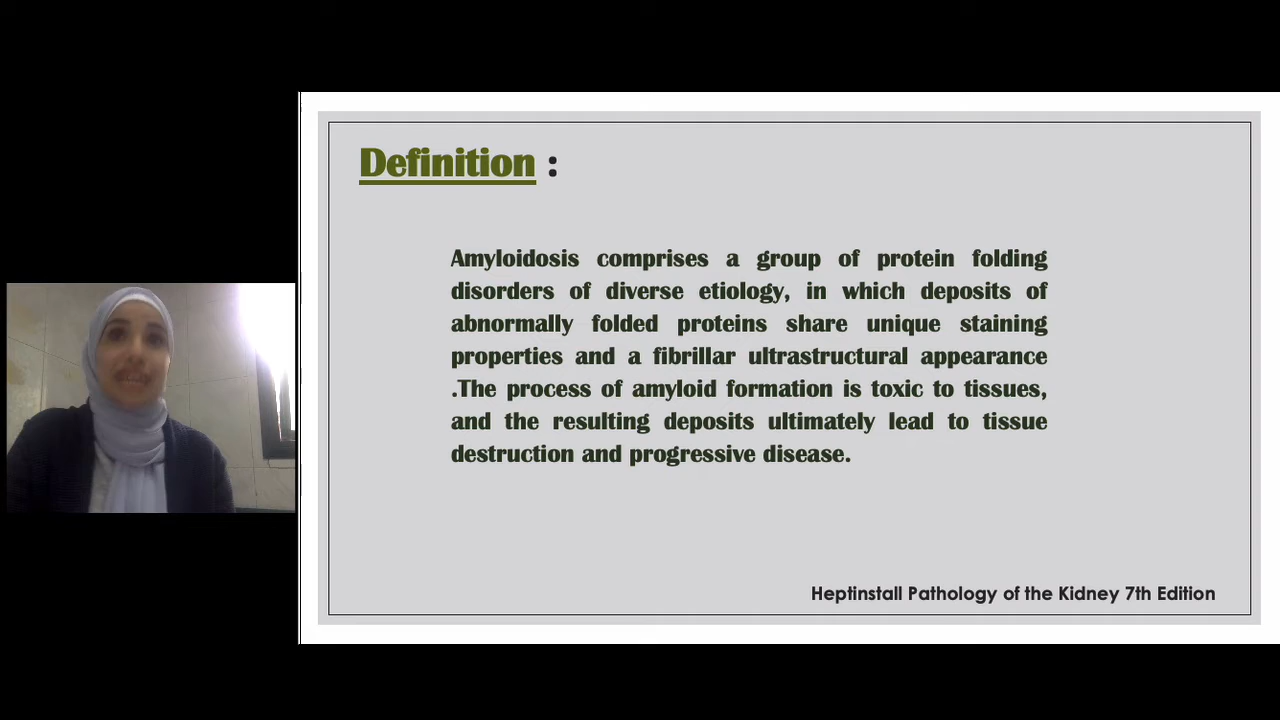 Definition :
Amyloidosis comprises a group of protein folding
disorders of diverse etiology, in which deposits of
abnormally folded proteins share unique staining
properties and a fibrillar ultrastructural appearance
.The process of amyloid formation is toxic to tissues,
and the resulting deposits ultimately lead to tissue
destruction and progressive disease.
Heptinstall Pathology of the Kidney 7th Edition